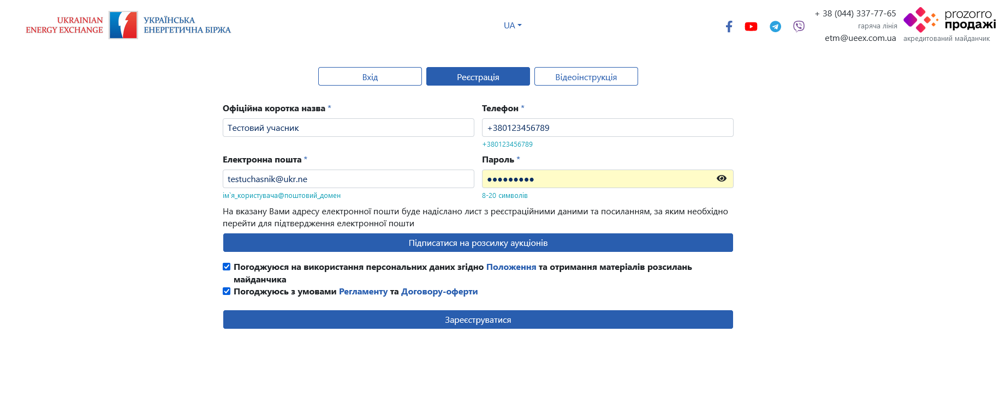 UKRAINIAN
ENERGY EXCHANGE
УКРАЇНСЬКА
ЕНЕРГЕТИЧНА БІРЖА
UA
+ 38 (044) 337-77-65
гаряча лінія
etm@ueex.com.ua
prozorro
продажі
акредитований майданчик
Вхід
Реєстрація
Відеоінструкція
Офіційна коротка назва *
Телефон *
Тестовий учасник
+380123456789
+380123456789
Електронна пошта *
Пароль *
testuchasnik@ukr.ne
●●●●●●●●●
ім`я_користувача@поштовий_домен
8-20 символів
На вказану Вами адресу електронної пошти буде надіслано лист з реєстраційними даними та посиланням, за яким необхідно
перейти для підтвердження електронної пошти
Підписатися на розсилку аукціонів
Погоджуюся на використання персональних даних згідно Положення та отримання матеріалів розсилань
майданчика
Погоджуюсь з умовами Регламенту та Договору-оферти
Зареєструватися